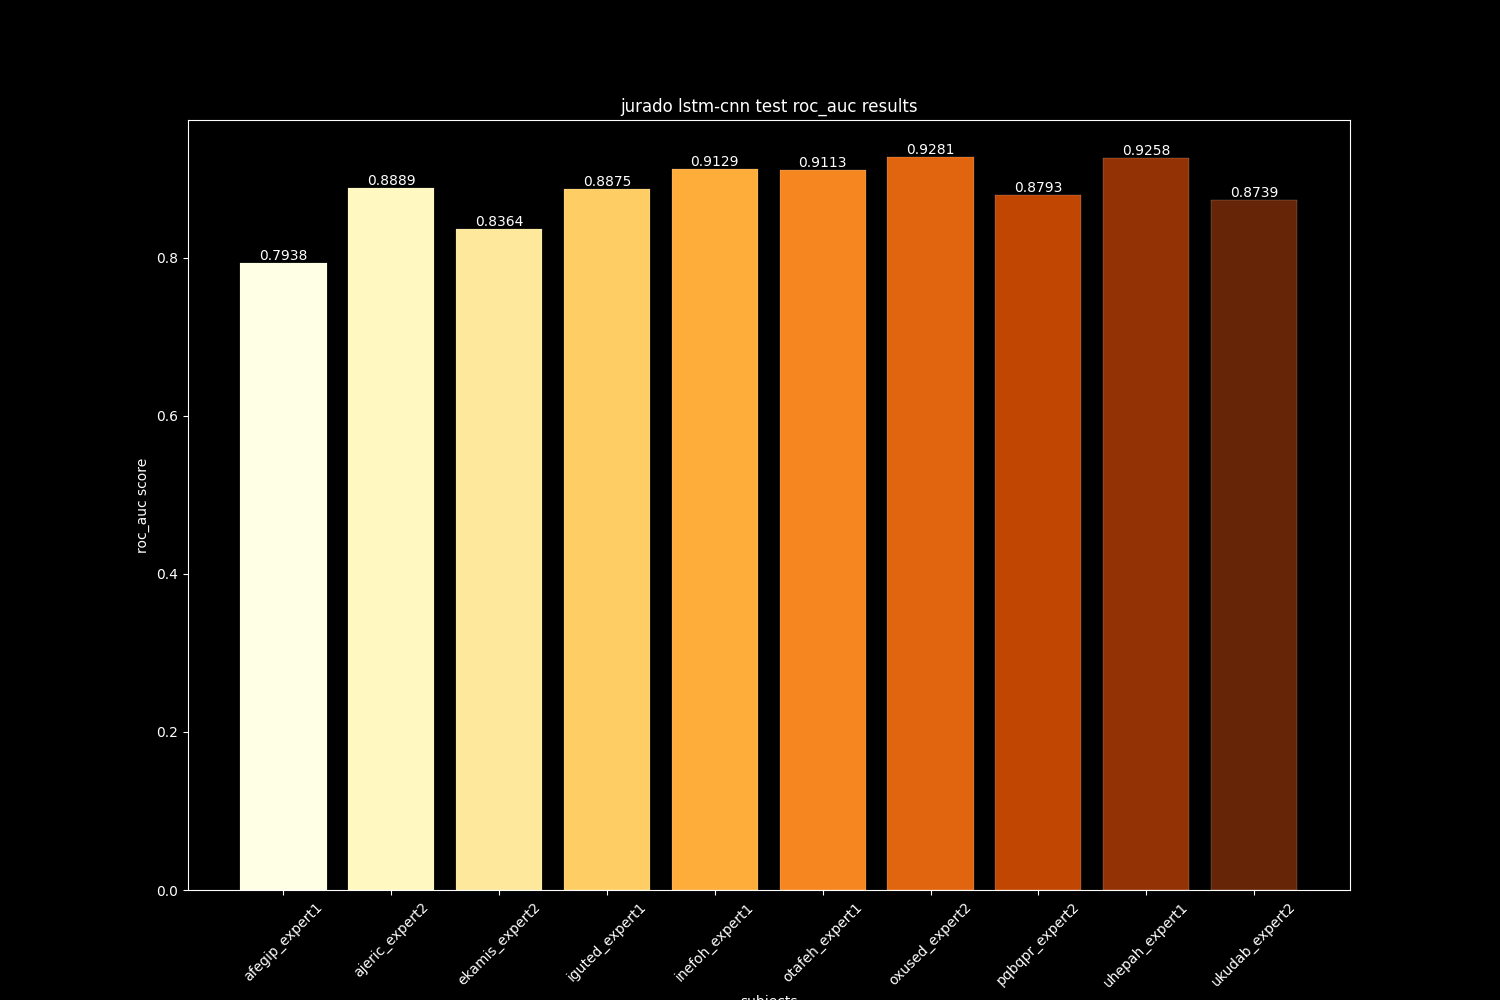 jurado lstm-cnn test roc_auc results
0.7938
0.8889
0.8364
0.8875
0.9129
0.9113
0.9281
0.8793
0.9258
0.8739
roc_auc score
0.8
0.6
0.4
0.2
0.0
afegip_expert1
ajeric_expert2
ekamis_expert2
iguted_expert1
inefoh_expert1
otafeh_expert1
oxused_expert2
pqbqpr_expert2
uhepah_expert1
ukudab_expert2
subjects